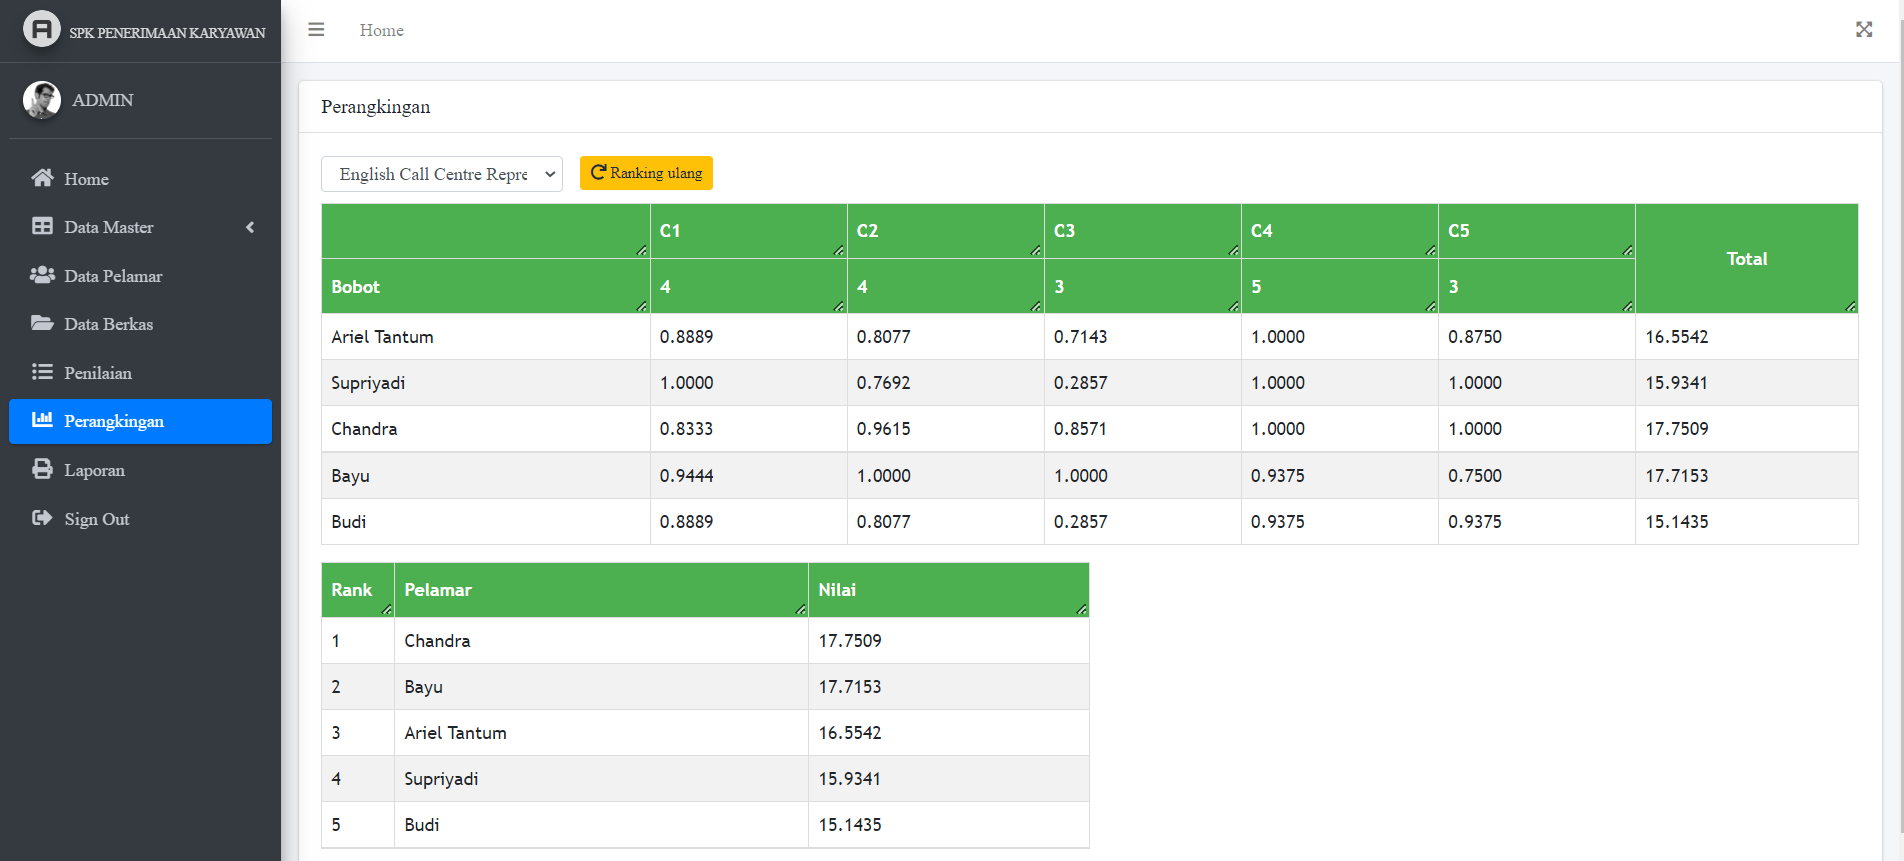 A SPK PENERIMAAN KARYAWAN
ADMIN
Home
Data Master
Data Pelamar
Data Berkas
Penilaian
Perangkingan
Laporan
Sign Out
Home
Perangkingan
English Call Centre Repre
Ranking ulang
C1 C2 C3 C4 C5 Total
Bobot 4 4 3 5 3
Ariel Tantum 0.8889 0.8077 0.7143 1.0000 0.8750 16.5542
Supriyadi 1.0000 0.7692 0.2857 1.0000 1.0000 15.9341
Chandra 0.8333 0.9615 0.8571 1.0000 1.0000 17.7509
Bayu 0.9444 1.0000 1.0000 0.9375 0.7500 17.7153
Budi 0.8889 0.8077 0.2857 0.9375 0.9375 15.1435
Rank Pelamar Nilai
1 Chandra 17.7509
2 Bayu 17.7153
3 Ariel Tantum 16.5542
4 Supriyadi 15.9341
5 Budi 15.1435